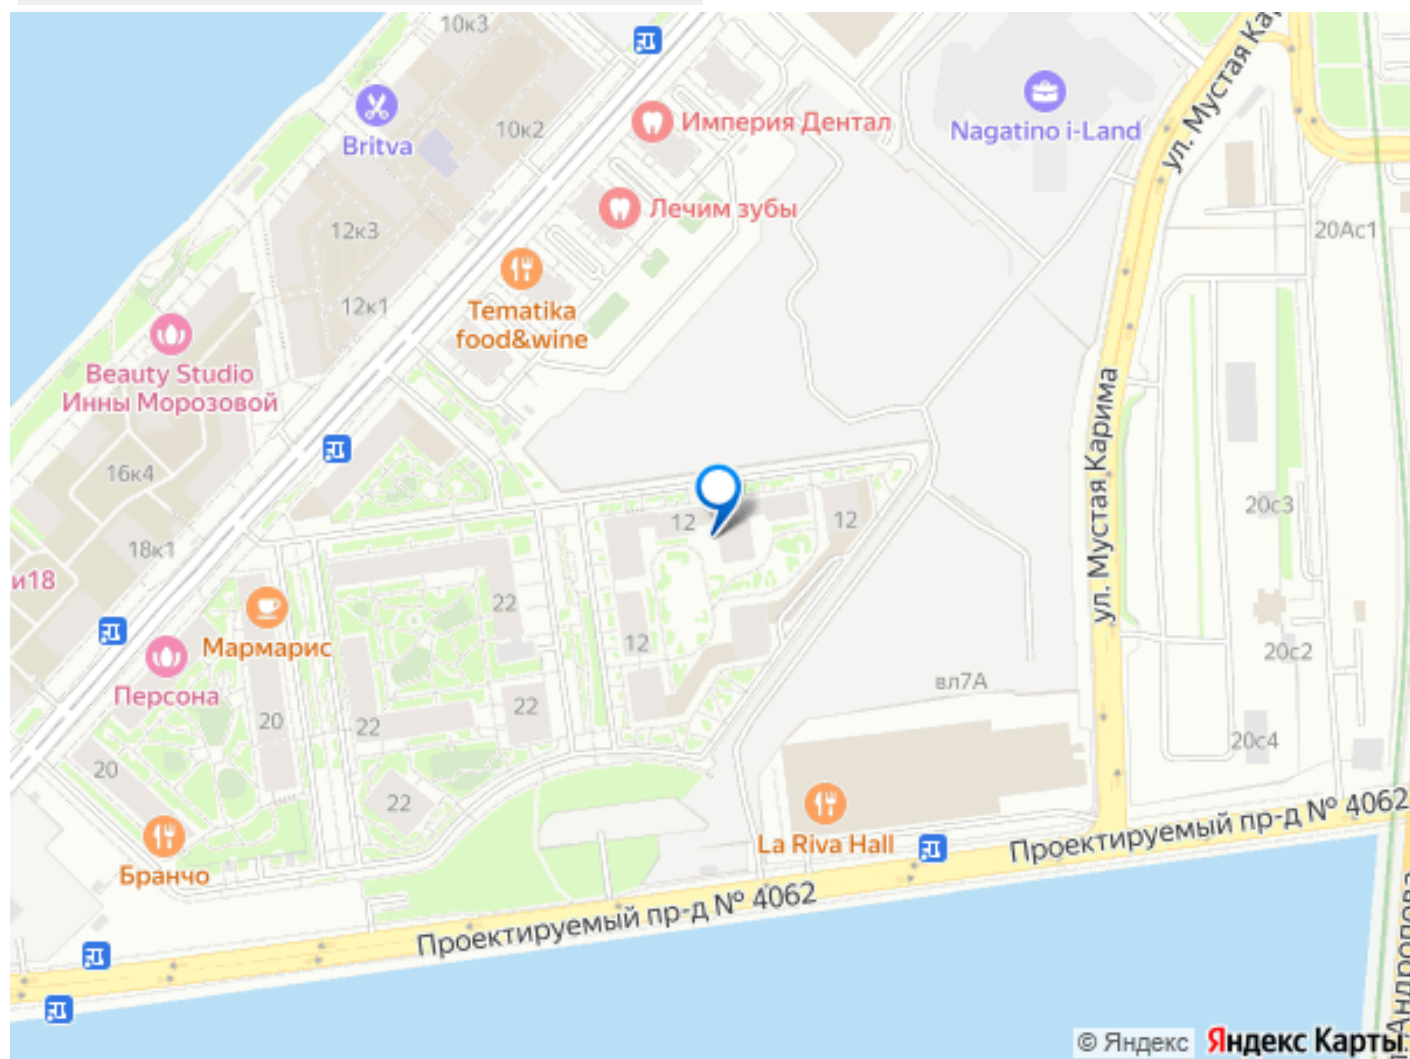 10к3
Britva
10к2
Империя Дентал
Nagatino i-Land
ул. Мустая Ка
Лечим зубы
12к3
20Ас1
12к1
Tematika
food&wine
Beauty Studio
Инны Морозовой
ул. Мустая Карима
16к4
12
12
20с3
18к1
и18
22
12
Мармарис
20с2
Персона
вл7А
20
22
22
20с4
20
22
La Riva Hall
Проектируемый пр-д № 4062
Бранчо
Проектируемый пр-д № 4062
Андропова
© Яндекс
Яндекс Карты